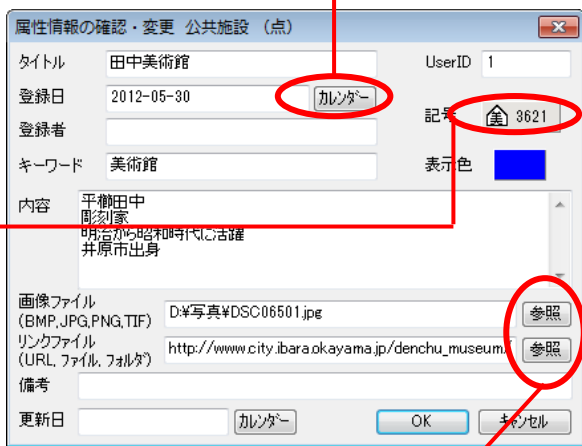 属性情報の確認・変更 公共施設 （点）
タイトル 田中美術館 UserID 1
登録日 2012-05-30 カレンダー
記号 美 3621
登録者
キーワード 美術館 表示色
内容 平櫛田中
彫刻家
明治から昭和時代に活躍
井原市出身
画像ファイル
(BMP,JPG,PNG,TIF) D:¥写真¥DSC06501.jpg 参照
リンクファイル
(URL, ファイル, フォルダ) http://www.city.ibara.okayama.jp/denchu_museum/ 参照
備考
更新日 カレンダー OK キャンセル